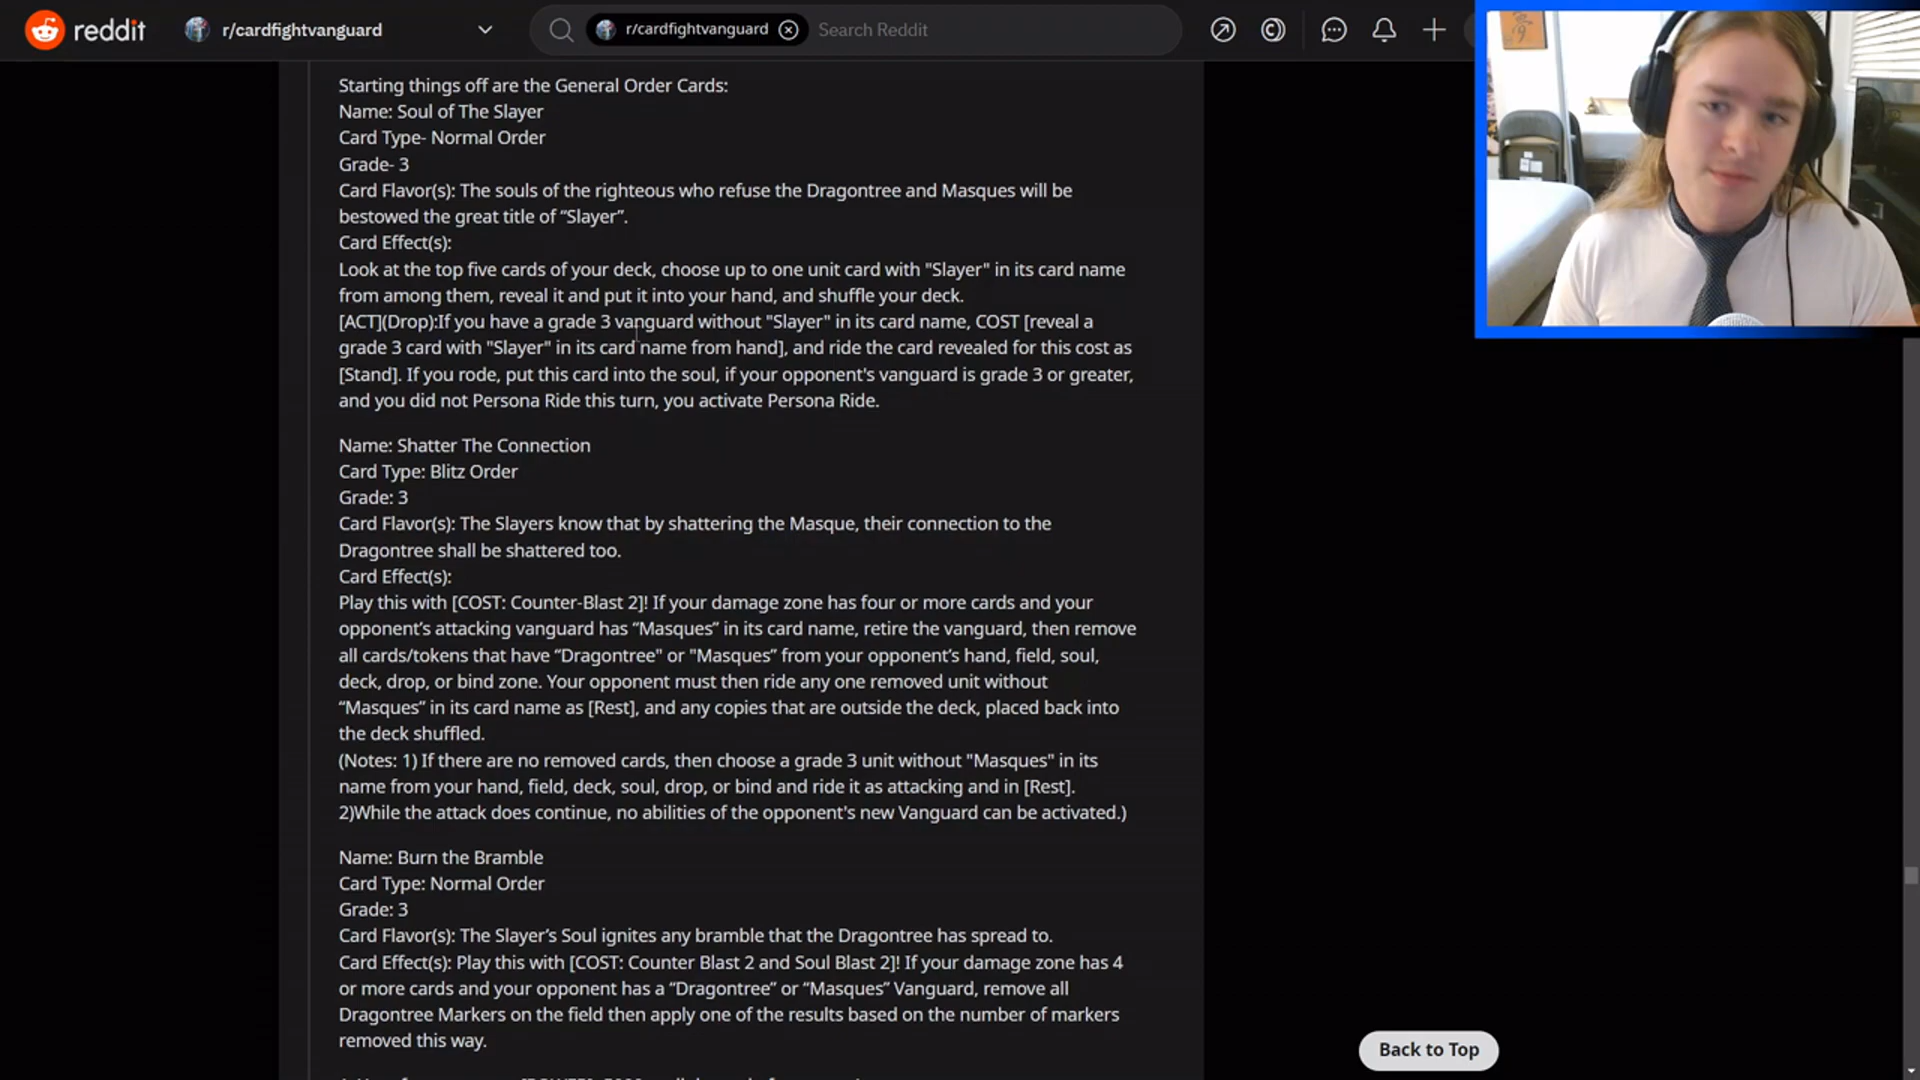 reddit
r/cardfightvanguard
r/cardfightvanguard
Search Reddit
Starting things off are the General Order Cards:
Name: Soul of The Slayer
Card Type- Normal Order
Grade- 3
Card Flavor(s): The souls of the righteous who refuse the Dragontree and Masques will be
bestowed the great title of “Slayer”.
Card Effect(s):
Look at the top five cards of your deck, choose up to one unit card with "Slayer" in its card name
from among them, reveal it and put it into your hand, and shuffle your deck.
[ACT](Drop):If you have a grade 3 vanguard without "Slayer" in its card name, COST [reveal a
grade 3 card with "Slayer" in its card name from hand], and ride the card revealed for this cost as
[Stand]. If you rode, put this card into the soul, if your opponent's vanguard is grade 3 or greater,
and you did not Persona Ride this turn, you activate Persona Ride.
Name: Shatter The Connection
Card Type: Blitz Order
Grade: 3
Card Flavor(s): The Slayers know that by shattering the Masque, their connection to the
Dragontree shall be shattered too.
Card Effect(s):
Play this with [COST: Counter-Blast 2]! If your damage zone has four or more cards and your
opponent’s attacking vanguard has “Masques” in its card name, retire the vanguard, then remove
all cards/tokens that have “Dragontree" or "Masques” from your opponent’s hand, field, soul,
deck, drop, or bind zone. Your opponent must then ride any one removed unit without
“Masques” in its card name as [Rest], and any copies that are outside the deck, placed back into
the deck shuffled.
(Notes: 1) If there are no removed cards, then choose a grade 3 unit without "Masques" in its
name from your hand, field, deck, soul, drop, or bind and ride it as attacking and in [Rest].
2)While the attack does continue, no abilities of the opponent's new Vanguard can be activated.)
Name: Burn the Bramble
Card Type: Normal Order
Grade: 3
Card Flavor(s): The Slayer’s Soul ignites any bramble that the Dragontree has spread to.
Card Effect(s): Play this with [COST: Counter Blast 2 and Soul Blast 2]! If your damage zone has 4
or more cards and your opponent has a “Dragontree“ or “Masques” Vanguard, remove all
Dragontree Markers on the field then apply one of the results based on the number of markers
removed this way.
Back to Top